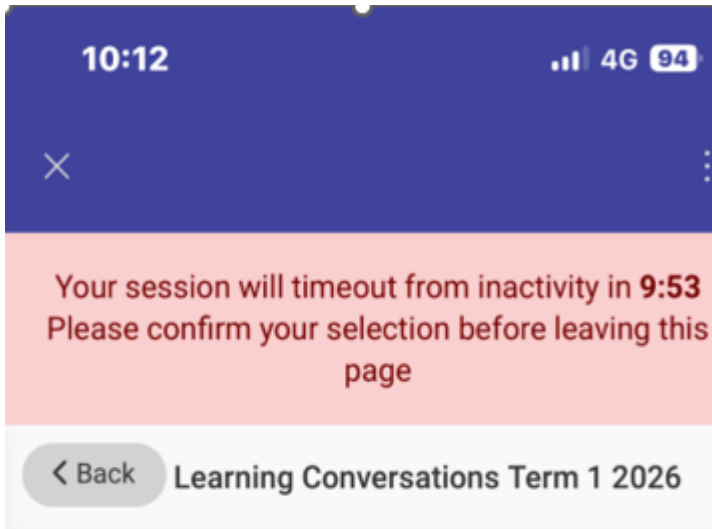 10:12 4G 94
Your session will timeout from inactivity in 9:53
Please confirm your selection before leaving this
page
Back Learning Conversations Term 1 2026